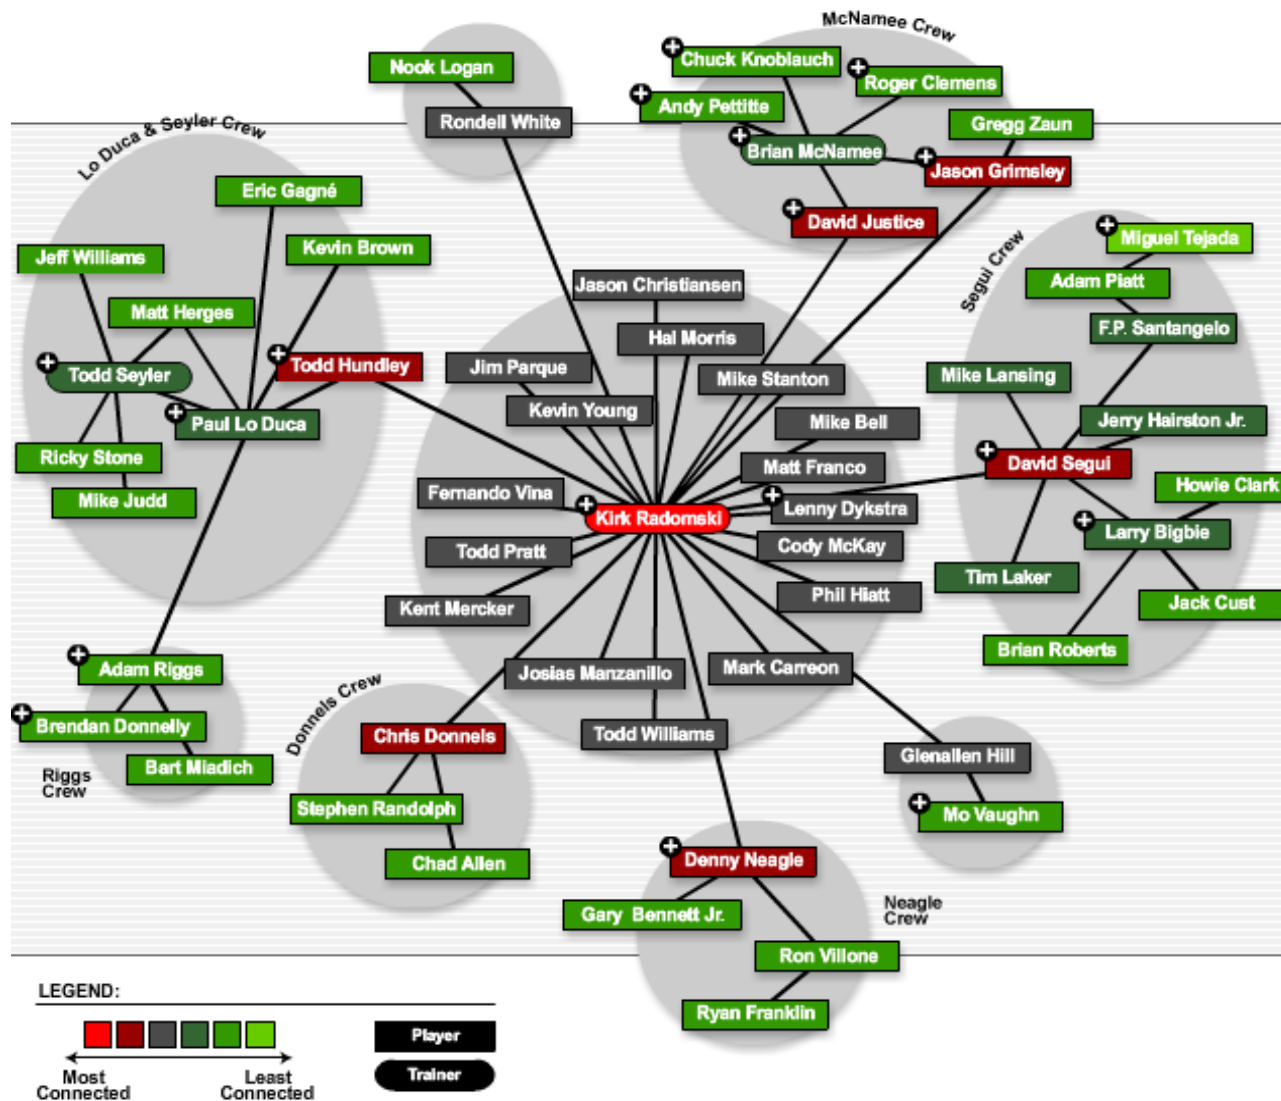 McNamee Crew
Chuck Knoblauch
Nook Logan
Roger Clemens
Andy Pettitte
Rondell White
Gregg Zaun
Lo Duca & Seyler Crew
Brian McNamee
Jason Grimsley
Eric Gagné
David Justice
Segui Crew
Miguel Tejada
Kevin Brown
Jeff Williams
Adam Piatt
Jason Christiansen
Matt Herges
F.P. Santangelo
Hal Morris
Todd Hundley
Jim Parque
Mike Stanton
Todd Seyler
Mike Lansing
Kevin Young
Paul Lo Duca
Mike Bell
Jerry Hairston Jr.
Ricky Stone
Matt Franco
David Segui
Mike Judd
Fernando Vina
Howie Clark
Lenny Dykstra
Kirk Radomski
Larry Bigbie
Todd Pratt
Cody McKay
Tim Laker
Kent Mercker
Phil Hiatt
Jack Cust
Brian Roberts
Adam Riggs
Josias Manzanillo
Mark Carreon
Donnels Crew
Brendan Donnelly
Chris Donnels
Todd Williams
Glenallen Hill
Bart Miadich
Riggs
Crew
Stephen Randolph
Mo Vaughn
Chad Allen
Denny Neagle
Neagle
Crew
Gary Bennett Jr.
Ron Villone
Ryan Franklin
LEGEND:
Player
Trainer
Most
Connected
Least
Connected